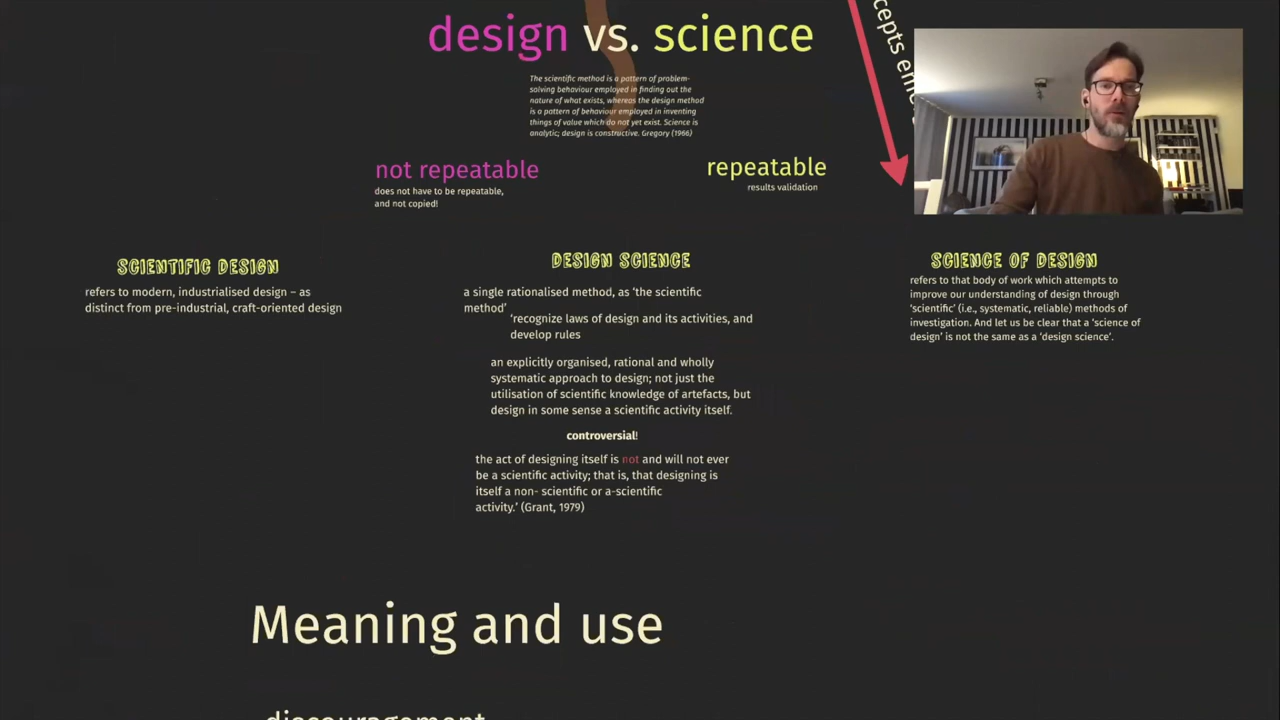 design vs. science
The scientific method is a pattern of problem-
solving behaviour employed in finding out the
nature of what exists, whereas the design method
is a pattern of behaviour employed in inventing
things of value which do not yet exist. Science is
analytic; design is constructive. Gregory (1966)
not repeatable
does not have to be repeatable,
and not copied!
repeatable
results validation
SCIENTIFIC DESIGN
refers to modern, industrialised design – as
distinct from pre-industrial, craft-oriented design
DESIGN SCIENCE
a single rationalised method, as ‘the scientific
method’
‘recognize laws of design and its activities, and
develop rules
an explicitly organised, rational and wholly
systematic approach to design; not just the
utilisation of scientific knowledge of artefacts, but
design in some sense a scientific activity itself.
controversial!
the act of designing itself is not and will not ever
be a scientific activity; that is, that designing is
itself a non- scientific or a-scientific
activity.’ (Grant, 1979)
SCIENCE OF DESIGN
refers to that body of work which attempts to
improve our understanding of design through
‘scientific’ (i.e., systematic, reliable) methods of
investigation. And let us be clear that a ‘science of
design’ is not the same as a ‘design science’.
Meaning and use
discouragement